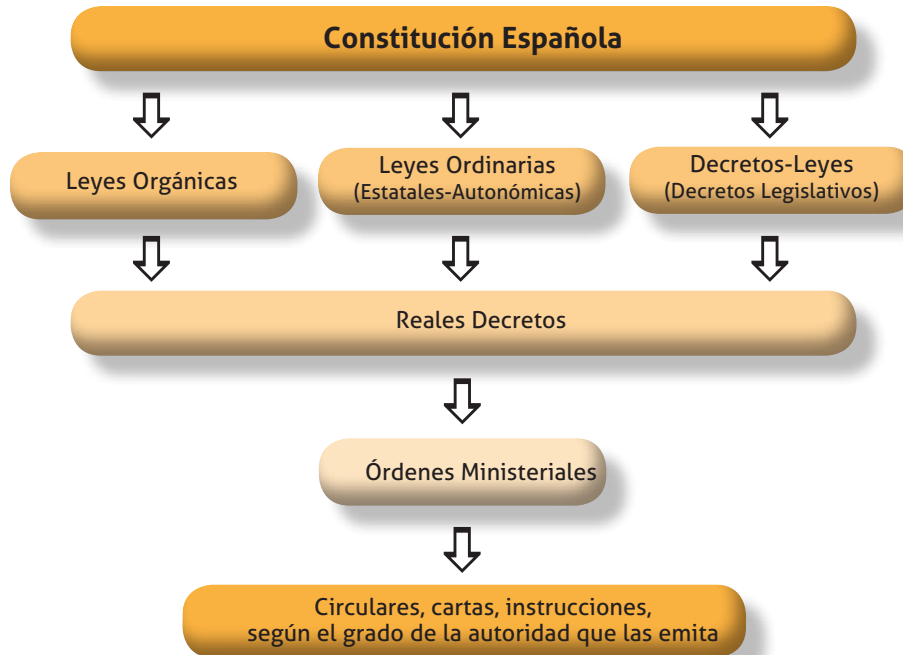 Constitución Española
Leyes Orgánicas
Leyes Ordinarias
(Estatales-Autonómicas)
Decretos-Leyes
(Decretos Legislativos)
Reales Decretos
Órdenes Ministeriales
Circulares, cartas, instrucciones,
según el grado de la autoridad que las emita